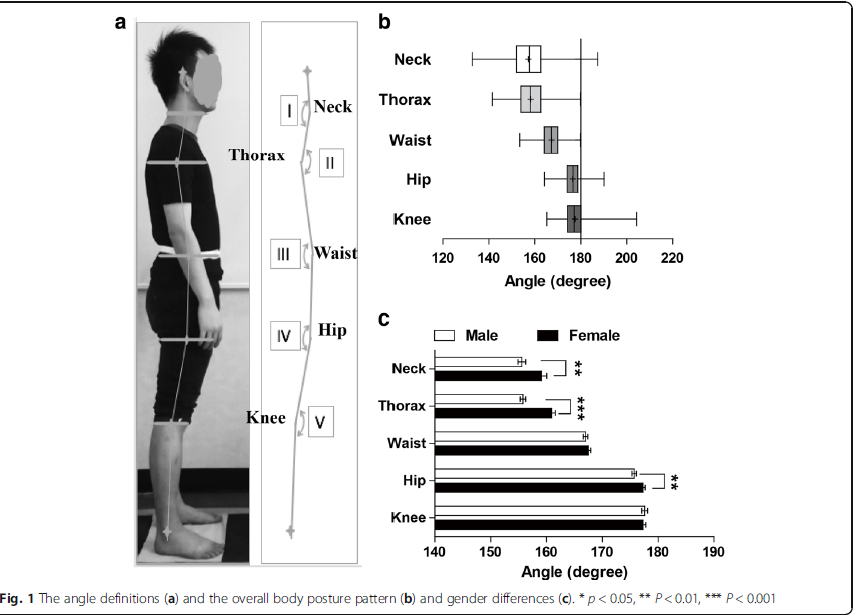 a
I
Neck
Thorax
II
III
Waist
IV
Hip
Knee
V
b
Neck
Thorax
Waist
Hip
Knee
120 140 160 180 200 220
Angle (degree)
c
Male Female
Neck
**
Thorax
***
Waist
Hip
**
Knee
140 150 160 170 180 190
Angle (degree)
Fig. 1 The angle definitions (a) and the overall body posture pattern (b) and gender differences (c). * p < 0.05, ** P < 0.01, *** P < 0.001